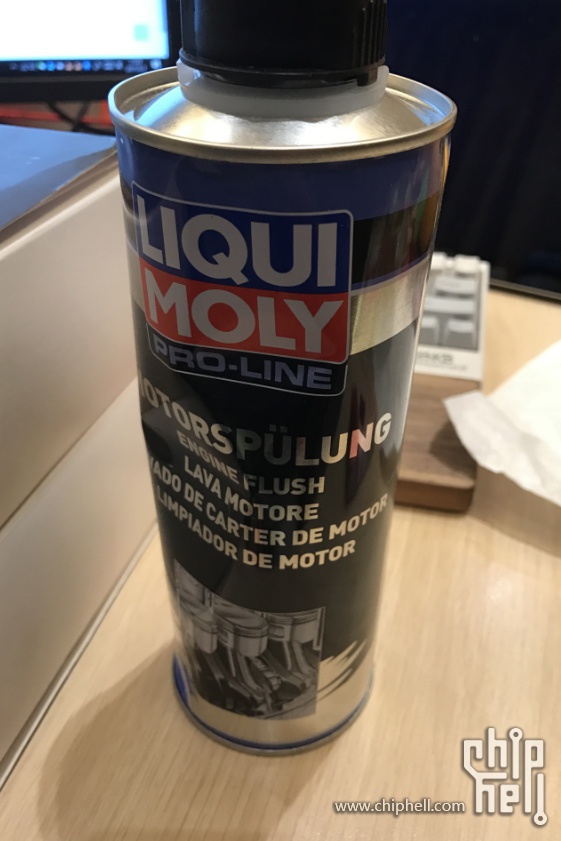 LIQUI
MOLY
PRO-LINE
MOTORSPÜLUNG
ENGINE FLUSH
LAVA MOTORE
VADO DE CARTER DE MOTOR
LIMPIADOR DE MOTOR
chip
hell
www.chiphell.com